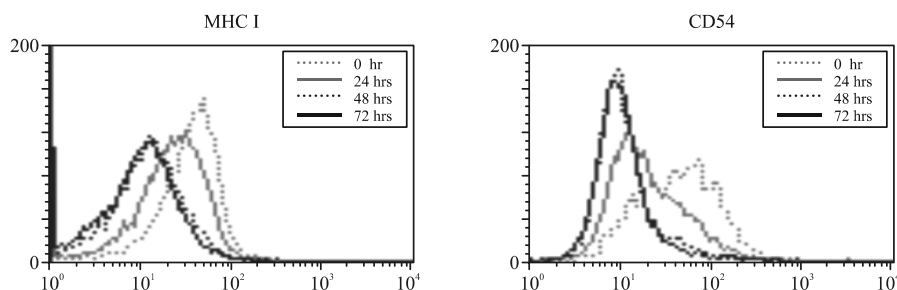 MHC I
200
0 hr
24 hrs
48 hrs
72 hrs
0
10⁰ 10¹ 10² 10³ 10⁴
CD54
200
0 hr
24 hrs
48 hrs
72 hrs
0
10⁰ 10¹ 10² 10³